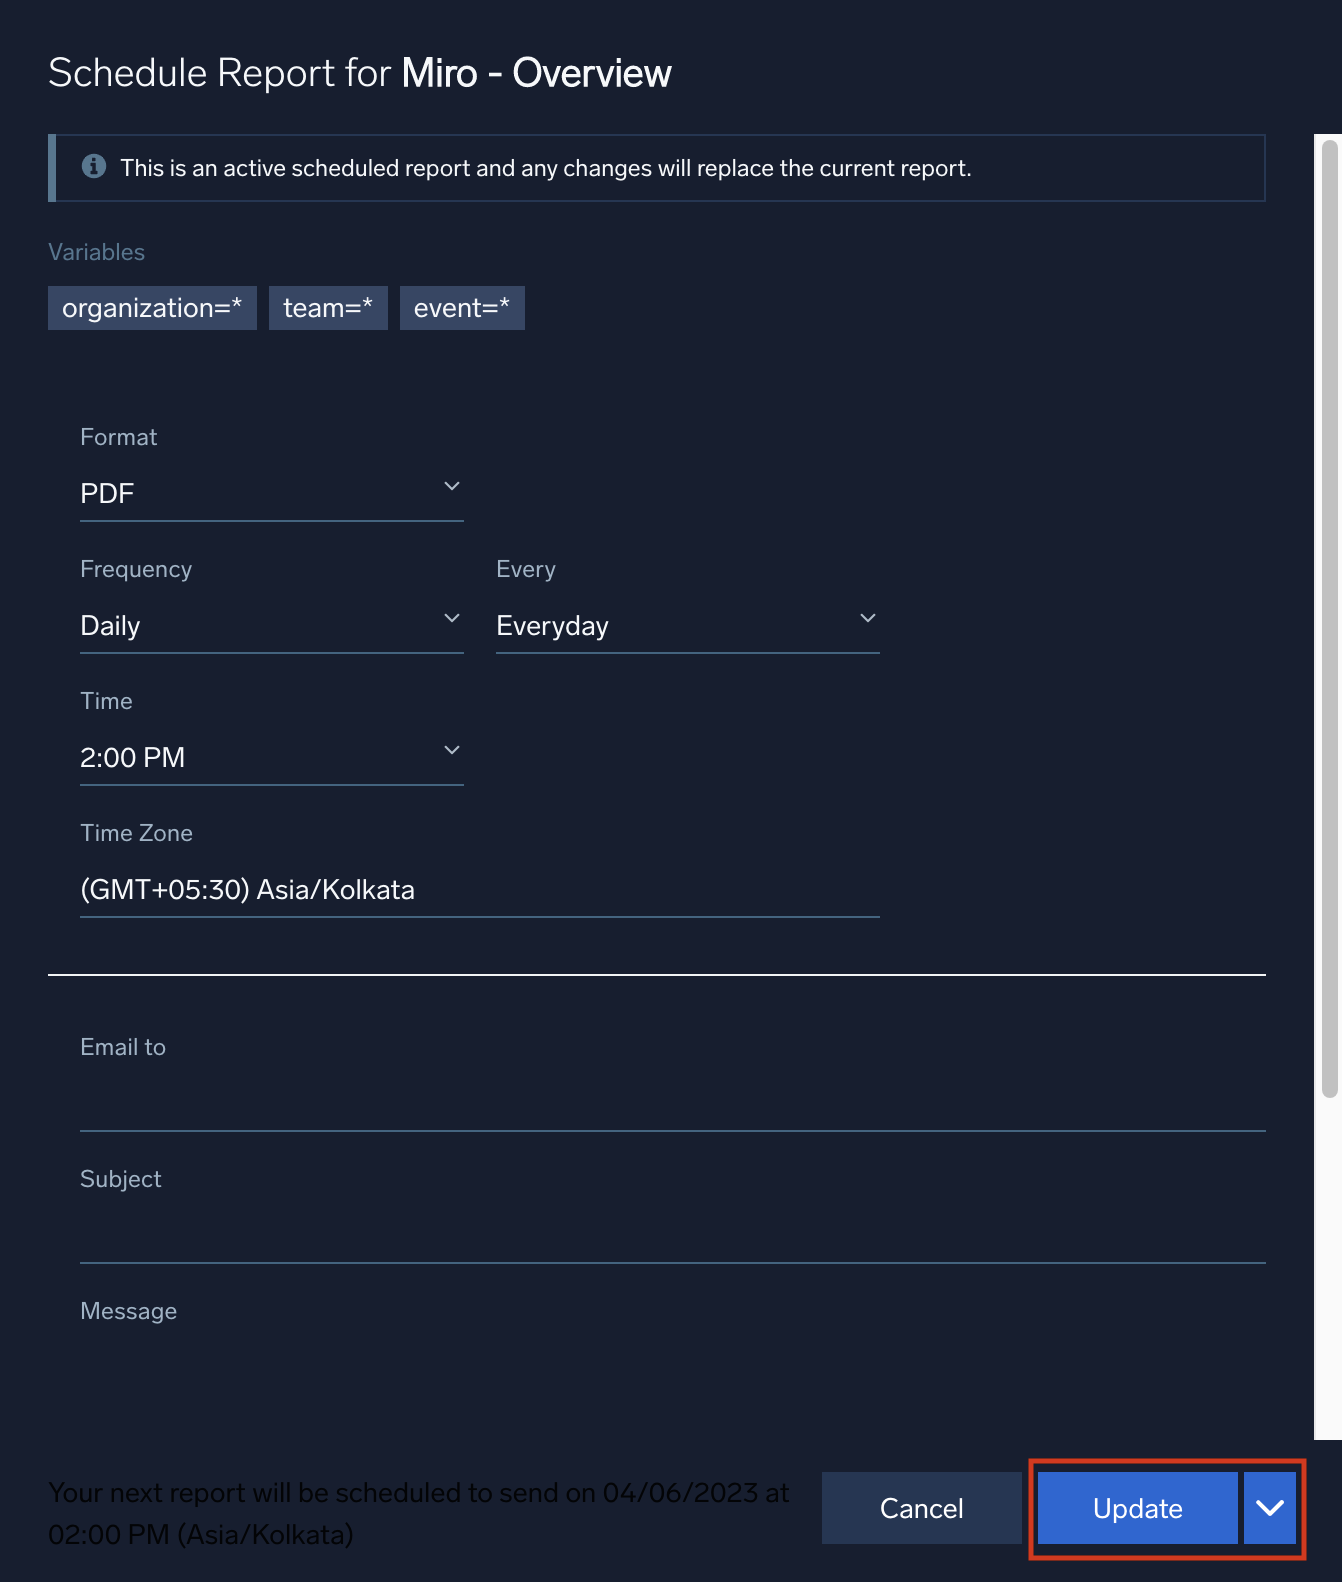 Schedule Report for Miro - Overview
This is an active scheduled report and any changes will replace the current report.
Variables
organization=* team=* event=*
Format
PDF
Frequency Every
Daily Everyday
Time
2:00 PM
Time Zone
(GMT+05:30) Asia/Kolkata
Email to
Subject
Message
Your next report will be scheduled to send on 04/06/2023 at
02:00 PM (Asia/Kolkata)
Cancel Update